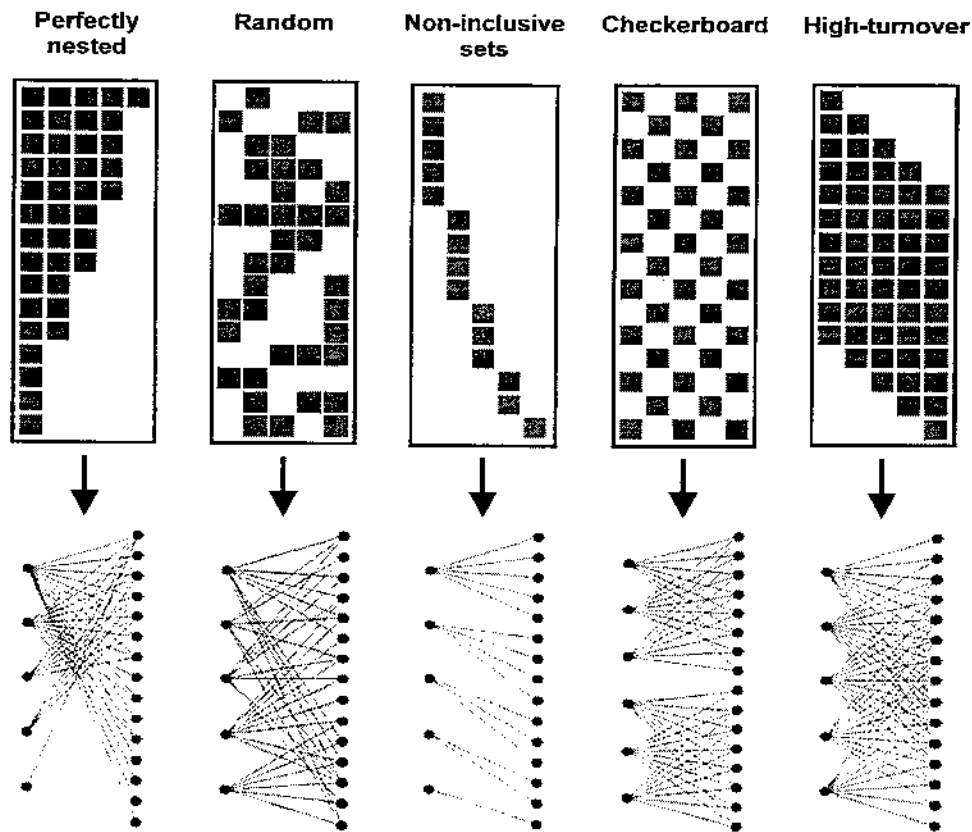 Perfectly
nested
Random
Non-inclusive
sets
Checkerboard
High-turnover